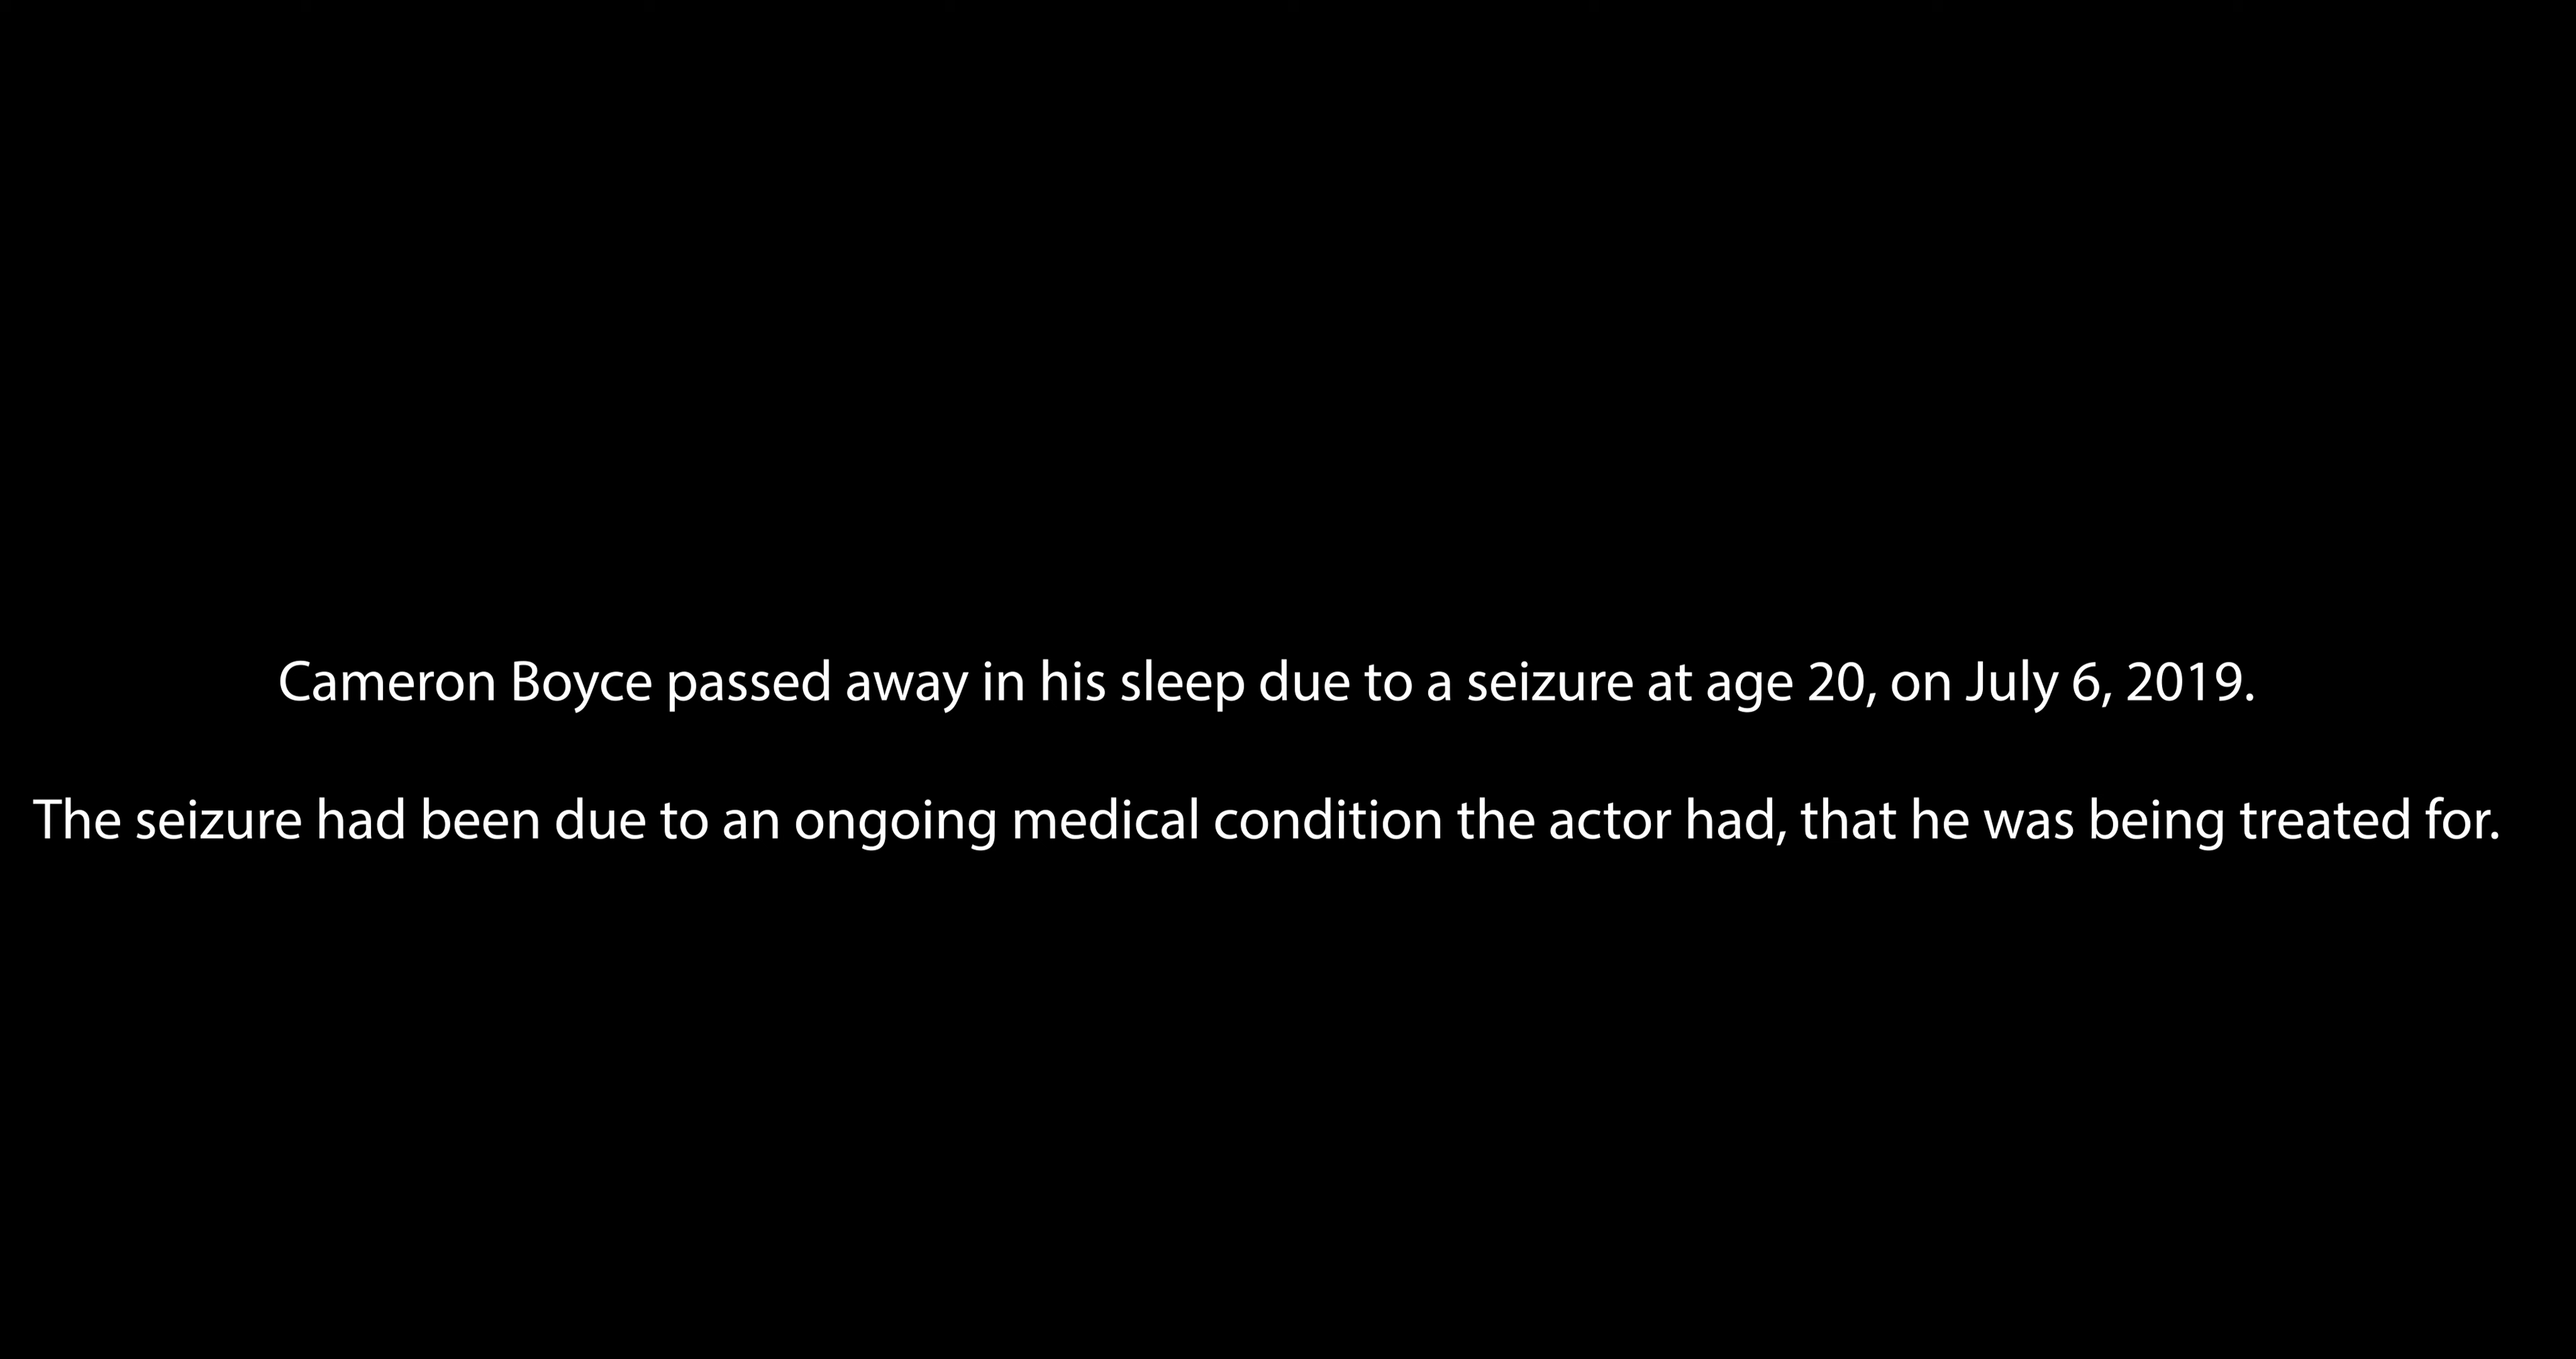 Cameron Boyce passed away in his sleep due to a seizure at age 20, on July 6, 2019.
The seizure had been due to an ongoing medical condition the actor had, that he was being treated for.